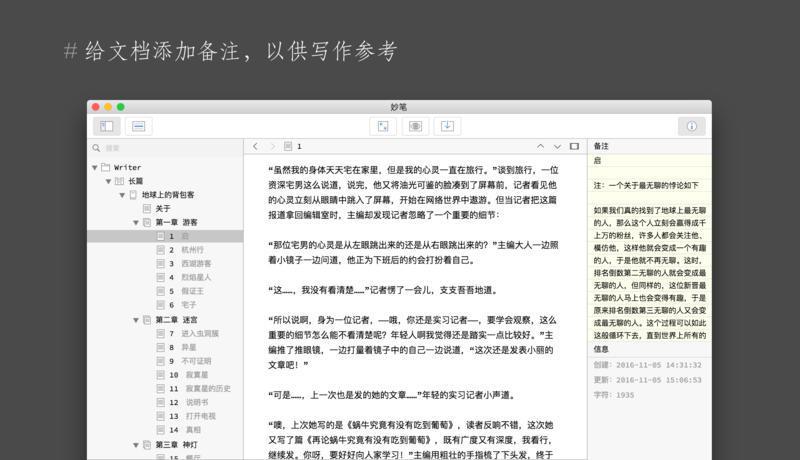 # 给文档添加备注，以供写作参考
妙笔
搜索
Writer
长篇
地球上的背包客
关于
第一章 游客
1 启
2 杭州行
3 西湖游客
4 烈焰星人
5 假证王
6 宅子
第二章 迷宫
7 进入虫洞展
8 异星
9 不可证明
10 寂寞星
11 寂寞星的历史
12 说明书
13 打开电视
14 真相
第三章 神灯
15 餐厅
1
“虽然我的身体天天宅在家里，但是我的心灵一直在旅行。”谈到旅行，一位
资深宅男这么说道，说完，他又将油光可鉴的脸凑到了屏幕前，记者看见他
的心灵立刻从眼睛中跳入了屏幕，开始在网络世界中遨游。但当记者把这篇
报道拿回编辑室时，主编却发现记者忽略了一个重要的细节：
“那位宅男的心灵是从左眼跳出来的还是从右眼跳出来的？”主编大人一边照
着小镜子一边问道，他正为下班后的约会打扮着自己。
“这……，我没有看清楚……”记者愣了一会儿，支支吾吾地道。
“所以说啊，身为一位记者，——哦，你还是实习记者——，要学会观察，这么
重要的细节怎么能不看清楚呢？年轻人啊我觉得还是踏实一点比较好。”主
编推了推眼镜，一边打量着镜子中的自己一边说道，“这次还是发表小丽的
文章吧！”
“可是……，上一次也是发的她的文章……”年轻的实习记者小声道。
“噢，上次她写的是《蜗牛究竟有没有吃到葡萄》，读者反响不错，这次她
又写了篇《再论蜗牛究竟有没有吃到葡萄》，既有广度又有深度，我看行，
继续发。你呀，要好好向人家学习！”主编用粗壮的手指梳了下头发，终于
备注
启
注：一个关于最无聊的悖论如下
如果我们真的找到了地球上最无聊
的人，那么这个人立刻会赢得成千
上万的粉丝，许多人都会关注他、
模仿他，这样他就会变成一个有趣
的人，于是他就不再无聊。这时，
排名倒数第二无聊的人就会变成最
无聊的人，但同样的，这位新晋最
无聊的人马上也会变得有趣，于是
原来排名倒数第三无聊的人又会变
成最无聊的人。这个过程可以如此
这般循环下去，直到世界上所有的
信息
创建：2016-11-05 14:31:32
更新：2016-11-05 15:06:53
字符：1935